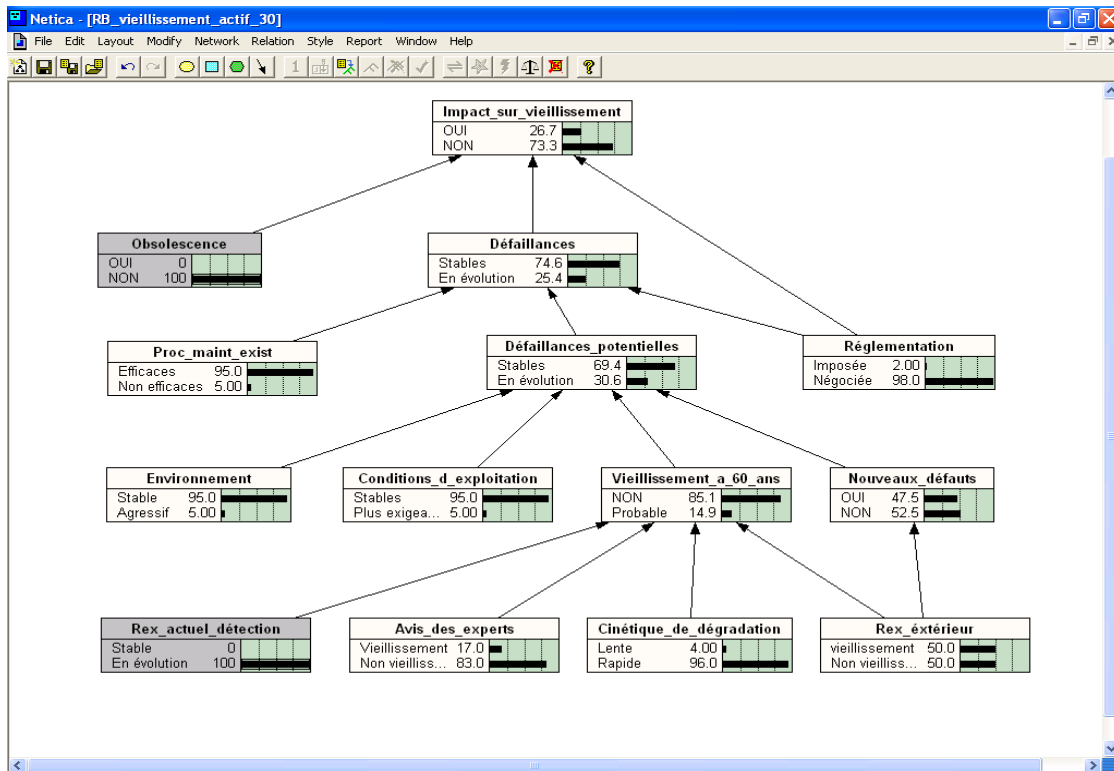 Netica - [RB_vieillissement_actif_30]
File Edit Layout Modify Network Relation Style Report Window Help
Impact_sur_vieillissement
OUI 26.7
NON 73.3
Obsolescence
OUI 0
NON 100
Défaillances
Stables 74.6
En évolution 25.4
Proc_maint_exist
Efficaces 95.0
Non efficaces 5.00
Défaillances_potentielles
Stables 69.4
En évolution 30.6
Réglementation
Imposée 2.00
Négociée 98.0
Environnement
Stable 95.0
Agressif 5.00
Conditions_d_exploitation
Stables 95.0
Plus exigea... 5.00
Vieillissement_a_60_ans
NON 85.1
Probable 14.9
Nouveaux_défauts
OUI 47.5
NON 52.5
Rex_actuel_détection
Stable 0
En évolution 100
Avis_des_experts
Vieillissement 17.0
Non vieilliss... 83.0
Cinétique_de_dégradation
Lente 4.00
Rapide 96.0
Rex_éxtérieur
vieillissement 50.0
Non vieilliss... 50.0